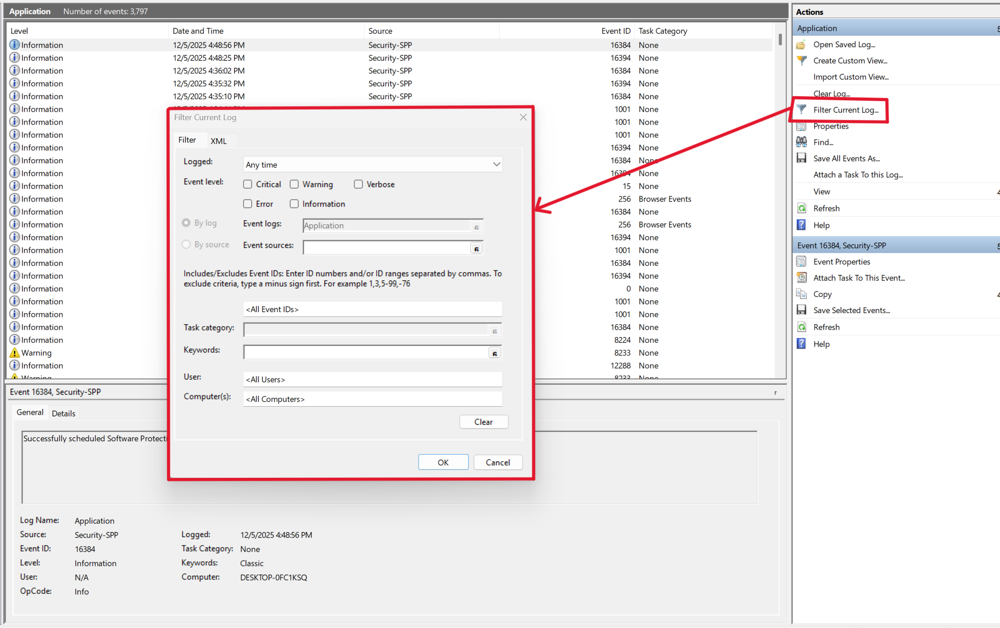 Application Number of events: 3,797
Level Date and Time Source Event ID Task Category
Information 12/5/2025 4:48:56 PM Security-SPP 16384 None
Information 12/5/2025 4:48:25 PM Security-SPP 16394 None
Information 12/5/2025 4:36:02 PM Security-SPP 16384 None
Information 12/5/2025 4:35:32 PM Security-SPP 16394 None
Information 12/5/2025 4:35:10 PM Security-SPP 16384 None
Information 1001 None
Information 1001 None
Information 1001 None
Information 16394 None
Information 16384 None
Information 16394 None
Information 15 None
Information 256 Browser Events
Information 16384 None
Information 256 Browser Events
Information 16394 None
Information 1001 None
Information 16384 None
Information 16394 None
Information 0 None
Information 1001 None
Information 1001 None
Information 16384 None
Information 8224 None
Warning 8233 None
Information 12288 None
Warning 8233 None
Filter Current Log
Filter XML
Logged: Any time
Event level: Critical Warning Verbose
Error Information
By log Event logs: Application
By source Event sources:
Includes/Excludes Event IDs: Enter ID numbers and/or ID ranges separated by commas. To
exclude criteria, type a minus sign first. For example 1,3,5-99,-76
<All Event IDs>
Task category:
Keywords:
User: <All Users>
Computer(s): <All Computers>
Clear
OK Cancel
Event 16384, Security-SPP
General Details
Successfully scheduled Software Protecti
Log Name: Application
Source: Security-SPP Logged: 12/5/2025 4:48:56 PM
Event ID: 16384 Task Category: None
Level: Information Keywords: Classic
User: N/A Computer: DESKTOP-0FC1KSQ
OpCode: Info
Actions
Application
Open Saved Log...
Create Custom View...
Import Custom View...
Clear Log...
Filter Current Log...
Properties
Find...
Save All Events As...
Attach a Task To this Log...
View
Refresh
Help
Event 16384, Security-SPP
Event Properties
Attach Task To This Event...
Copy
Save Selected Events...
Refresh
Help